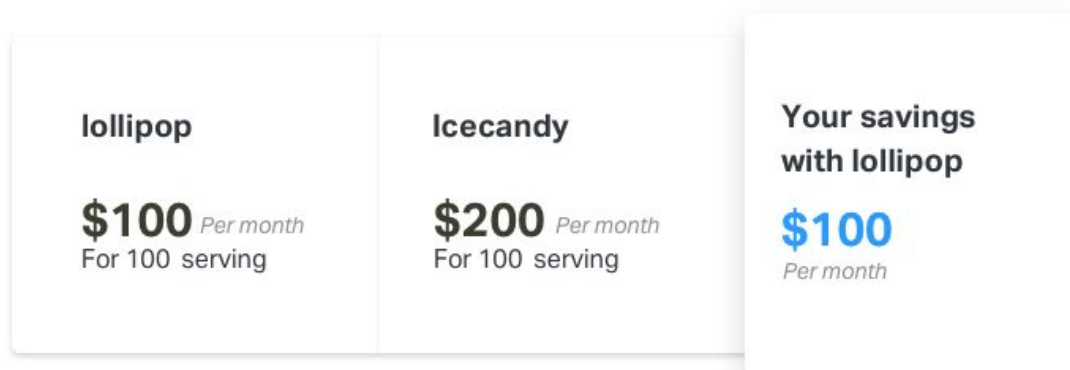 lollipop
$100 Per month
For 100 serving
Icecandy
$200 Per month
For 100 serving
Your savings
with lollipop
$100
Per month